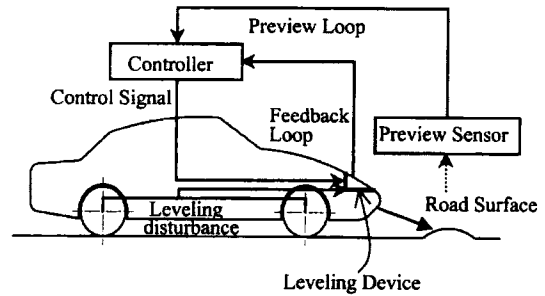 Preview Loop
Controller
Control Signal
Feedback
Loop
Preview Sensor
Road Surface
Leveling
disturbance
Leveling Device